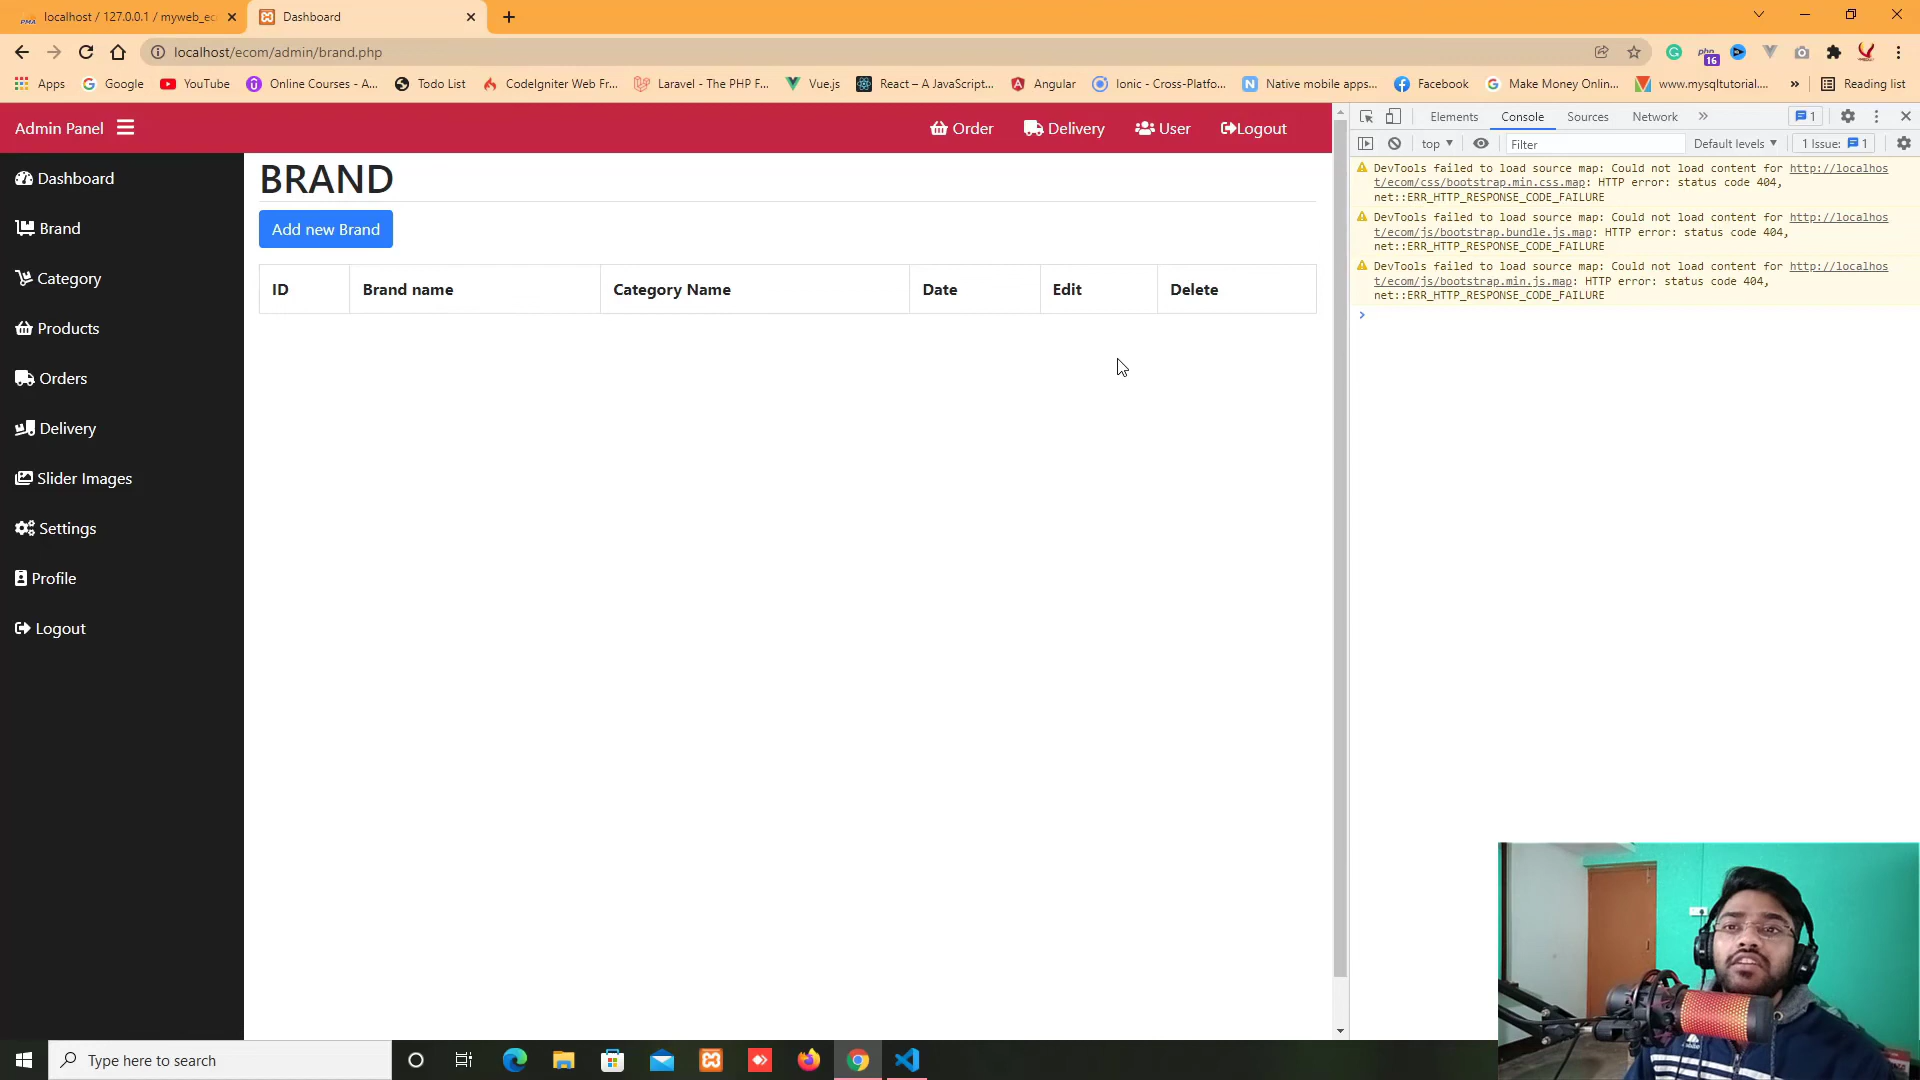 localhost / 127.0.0.1 / myweb_ec
Dashboard
localhost/ecom/admin/brand.php
php
16
Apps
Google
YouTube
Online Courses - A...
Todo List
CodeIgniter Web Fr...
Laravel - The PHP F...
Vue.js
React – A JavaScript...
Angular
Ionic - Cross-Platfo...
Native mobile apps...
Facebook
Make Money Onlin...
www.mysqltutorial....
»
Reading list
Admin Panel
Order
Delivery
User
Logout
Dashboard
Brand
Category
Products
Orders
Delivery
Slider Images
Settings
Profile
Logout
BRAND
Add new Brand
ID
Brand name
Category Name
Date
Edit
Delete
Elements
Console
Sources
Network
»
1
top
Filter
Default levels
1 Issue:
1
DevTools failed to load source map: Could not load content for http://localhos
t/ecom/css/bootstrap.min.css.map: HTTP error: status code 404,
net::ERR_HTTP_RESPONSE_CODE_FAILURE
DevTools failed to load source map: Could not load content for http://localhos
t/ecom/js/bootstrap.bundle.js.map: HTTP error: status code 404,
net::ERR_HTTP_RESPONSE_CODE_FAILURE
DevTools failed to load source map: Could not load content for http://localhos
t/ecom/js/bootstrap.min.js.map: HTTP error: status code 404,
net::ERR_HTTP_RESPONSE_CODE_FAILURE
Type here to search